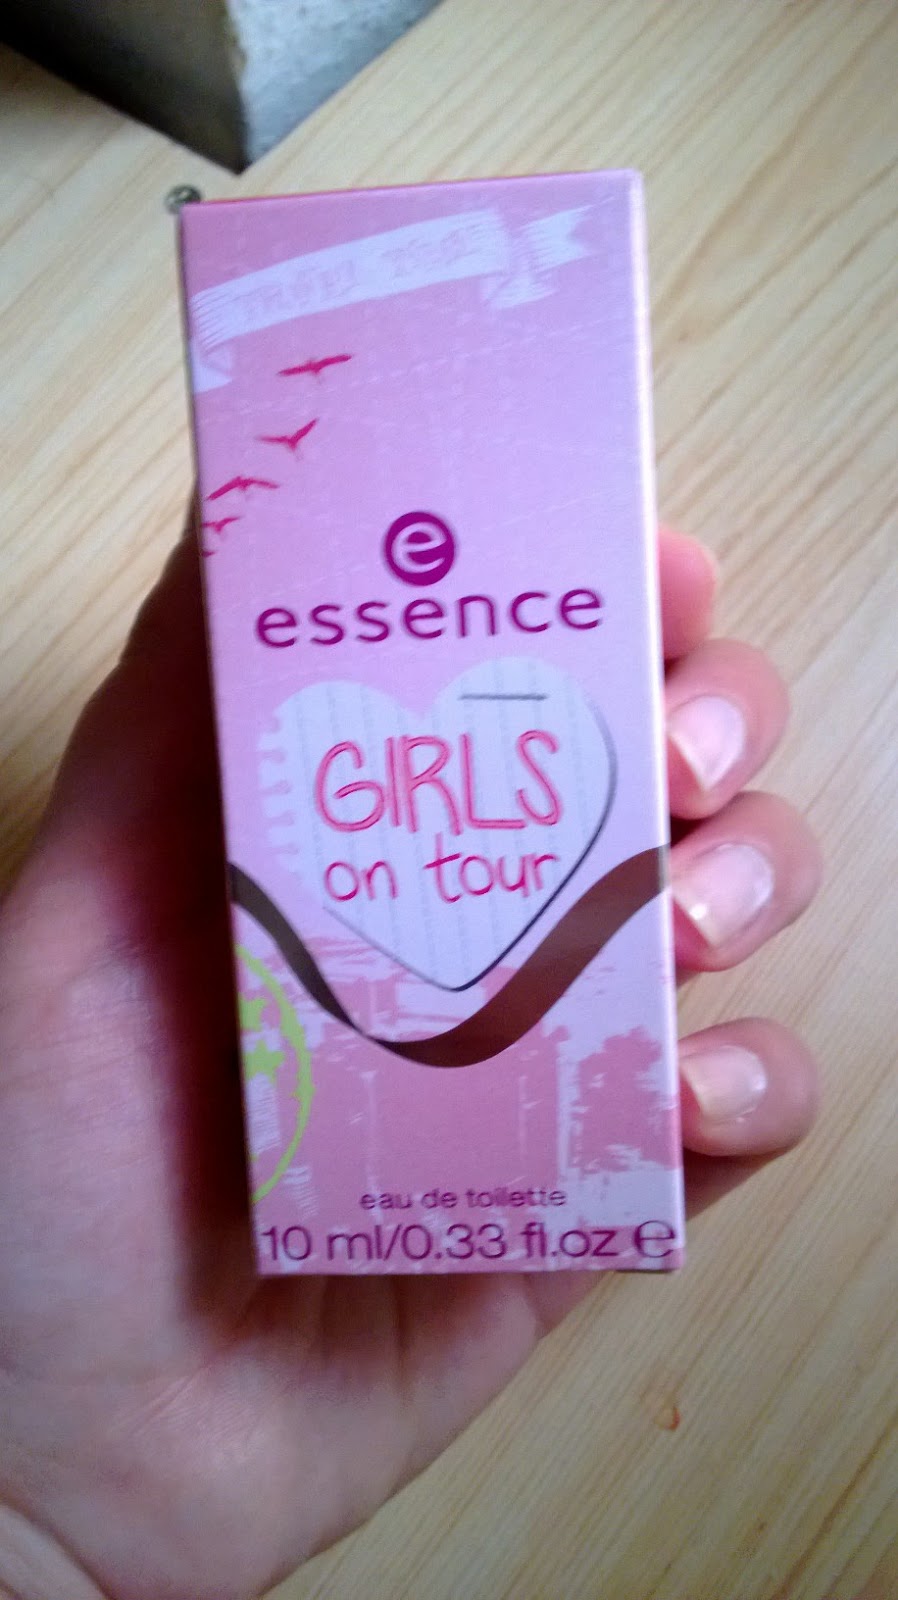 e
essence
GIRLS
on tour
eau de toilette
10 ml/0.33 fl.oz ℮